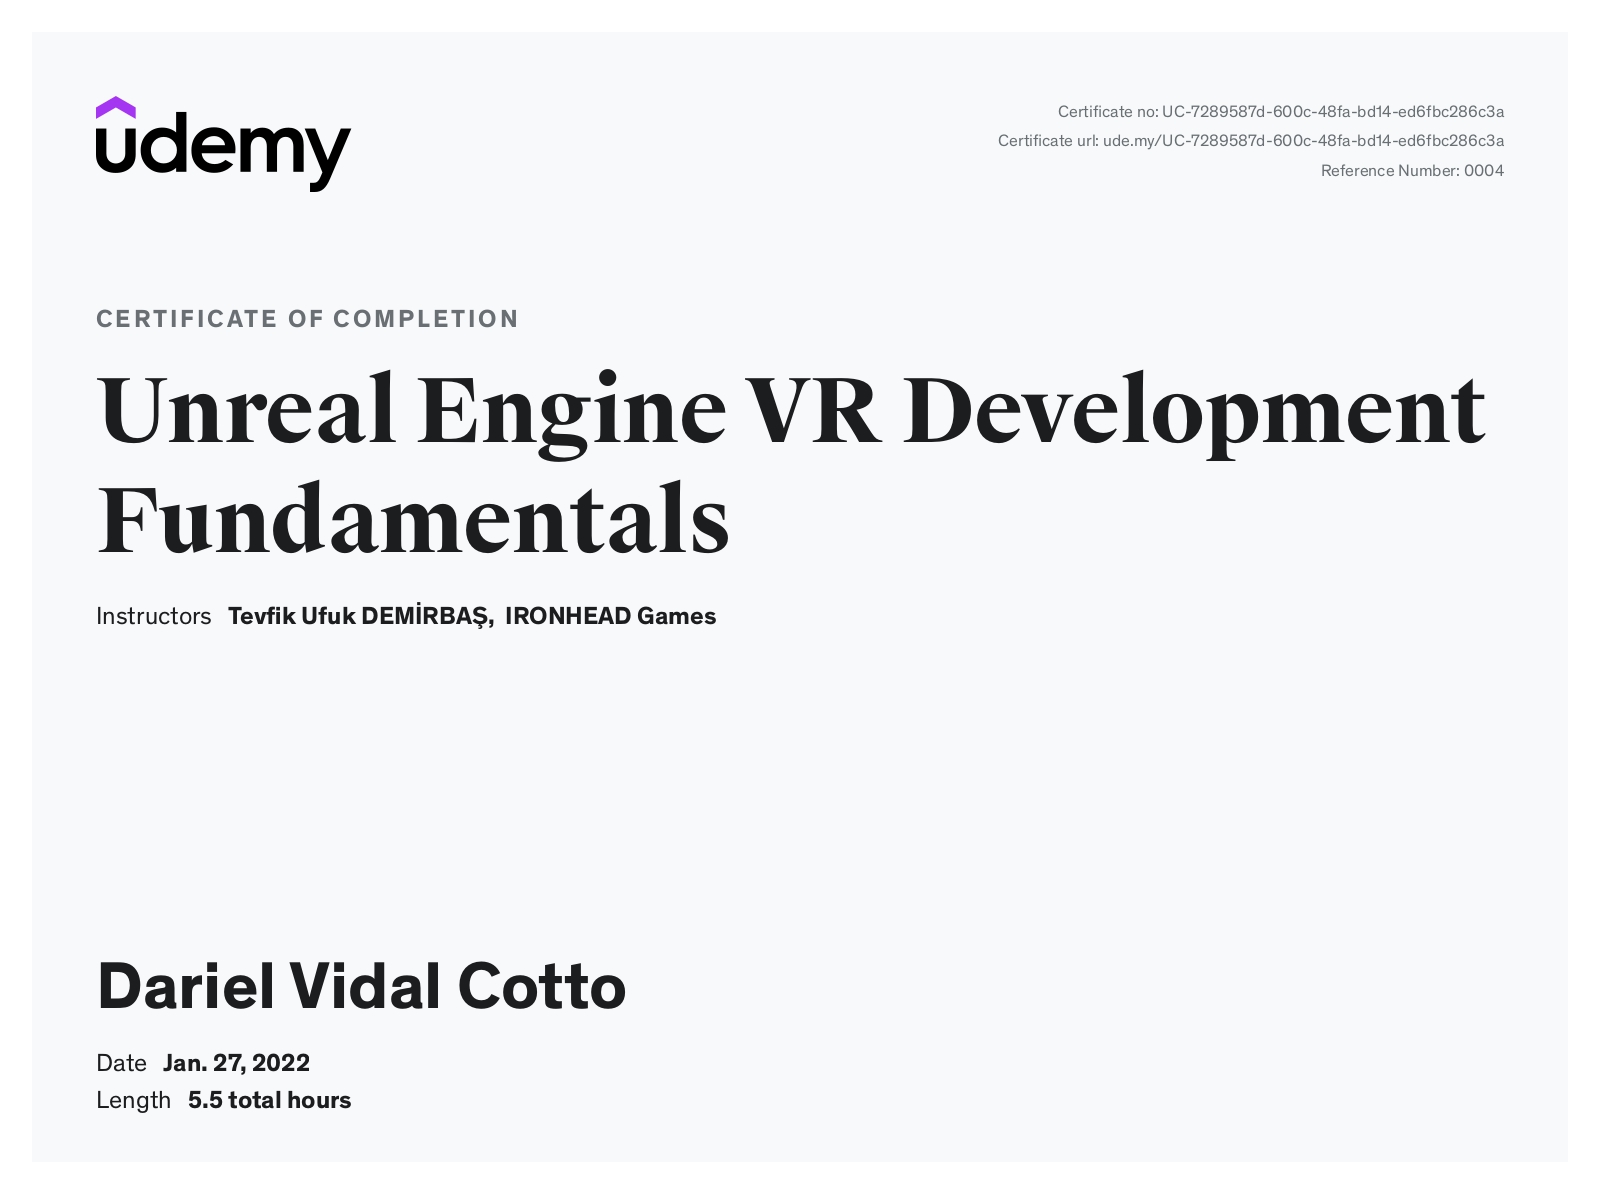 udemy
Certificate no: UC-7289587d-600c-48fa-bd14-ed6fbc286c3a
Certificate url: ude.my/UC-7289587d-600c-48fa-bd14-ed6fbc286c3a
Reference Number: 0004
CERTIFICATE OF COMPLETION
Unreal Engine VR Development
Fundamentals
Instructors Tevfik Ufuk DEMİRBAŞ, IRONHEAD Games
Dariel Vidal Cotto
Date Jan. 27, 2022
Length 5.5 total hours